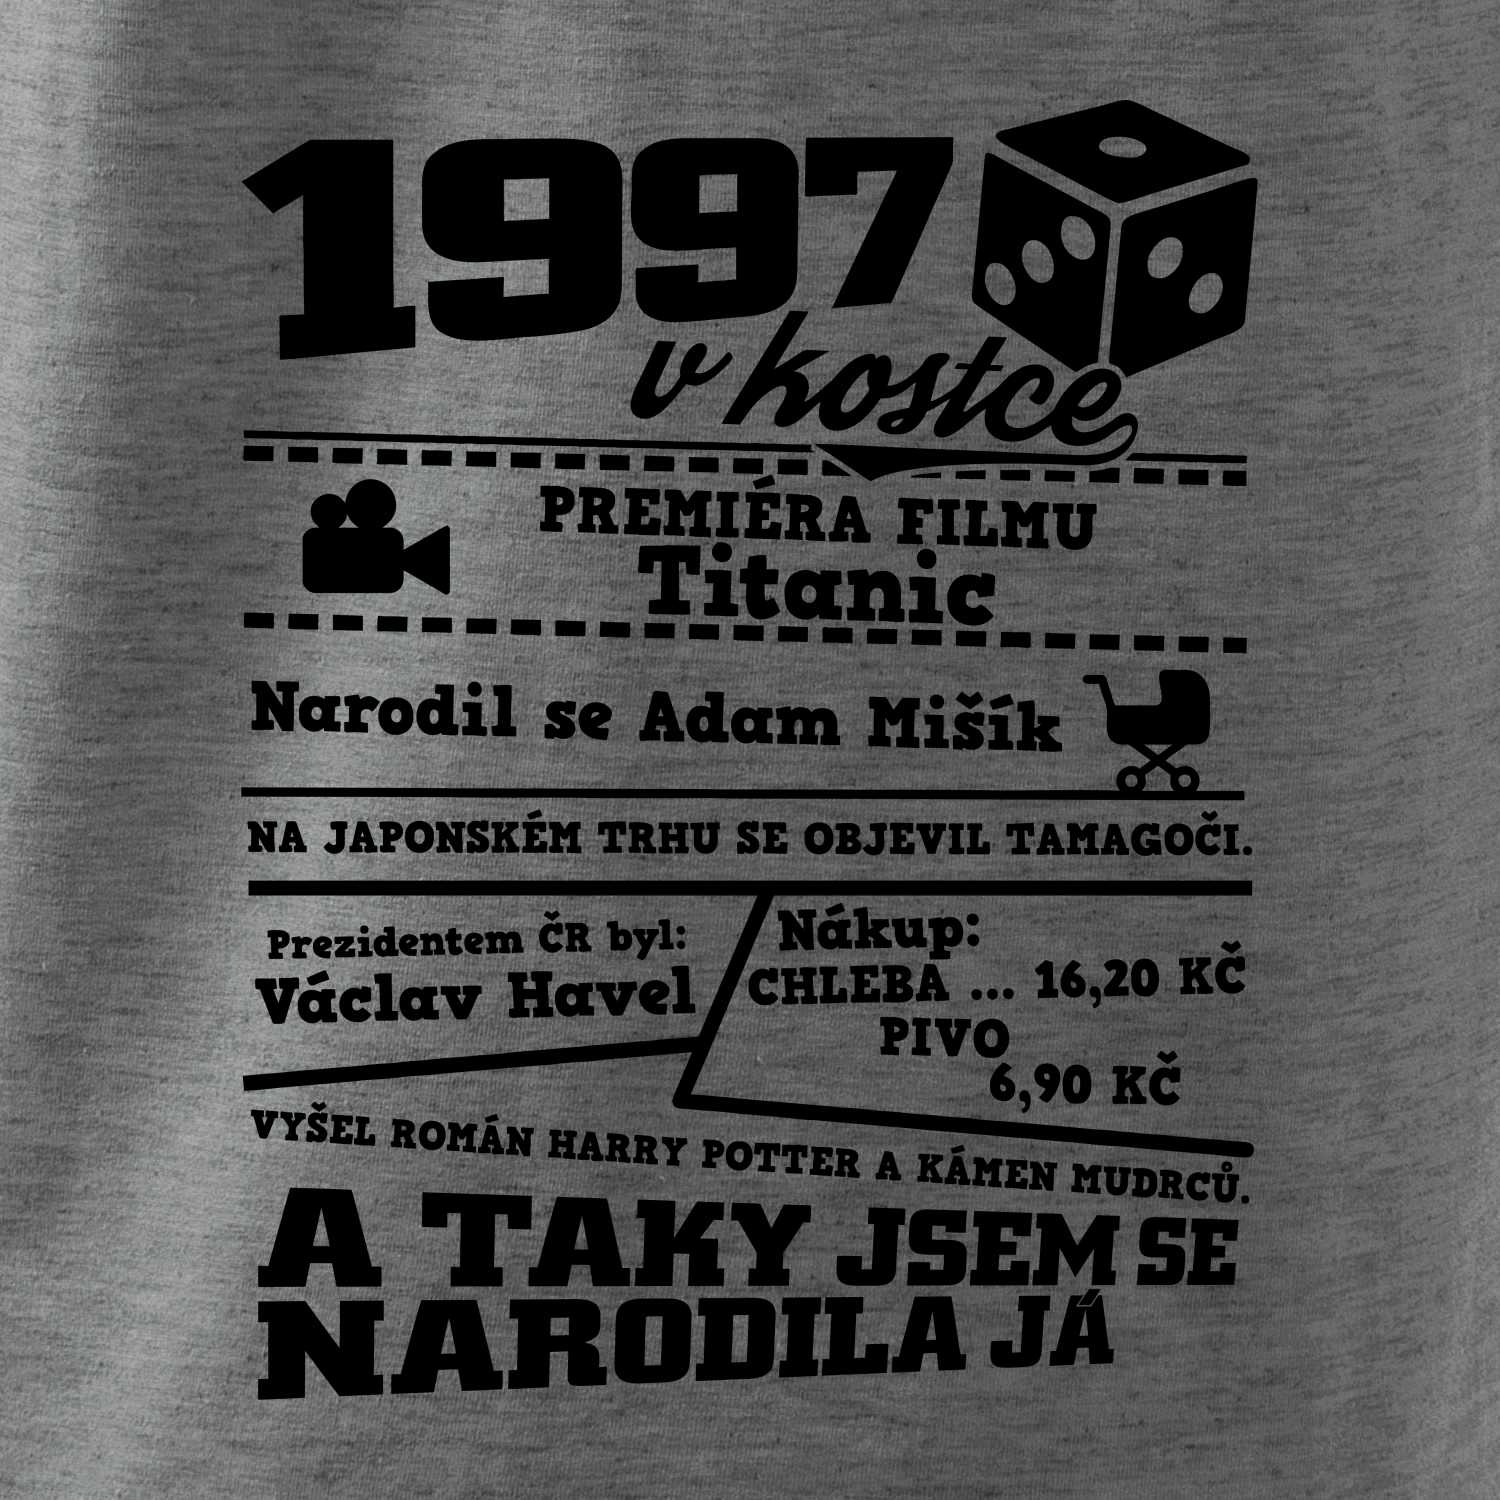 1997
v kostce
PREMIÉRA FILMU
Titanic
Narodil se Adam Mišík
NA JAPONSKÉM TRHU SE OBJEVIL TAMAGOČI.
Prezidentem ČR byl:
Václav Havel
Nákup:
CHLEBA ... 16,20 KČ
PIVO
6,90 KČ
VYŠEL ROMÁN HARRY POTTER A KÁMEN MUDRCŮ.
A TAKY JSEM SE
NARODILA JÁ